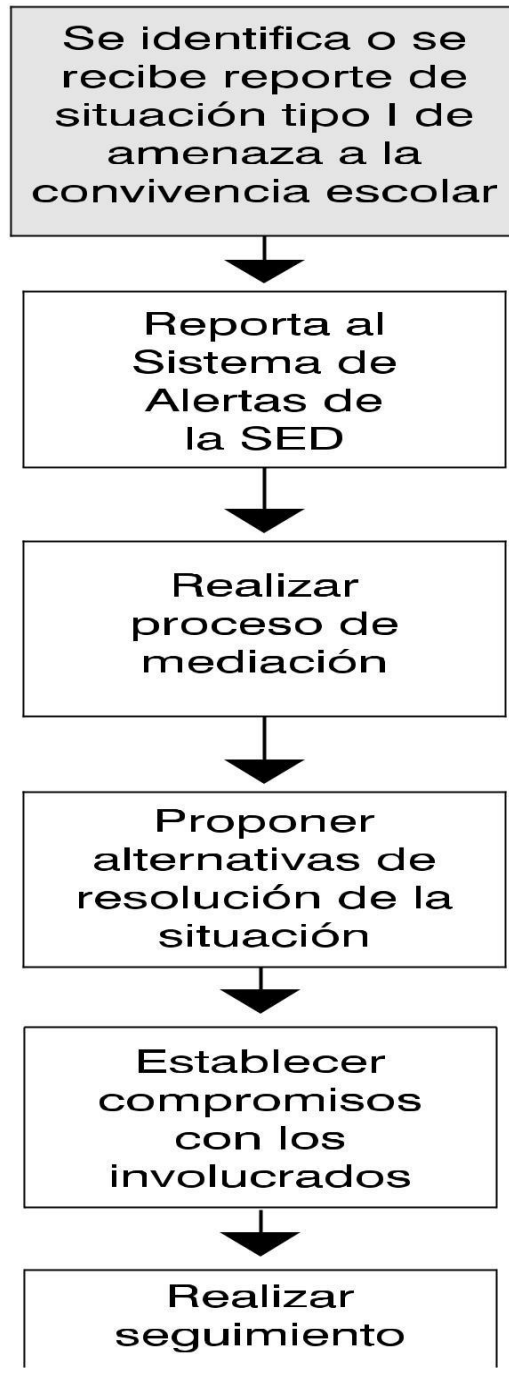 Se identifica o se
recibe reporte de
situación tipo I de
amenaza a la
convivencia escolar
Reporta al
Sistema de
Alertas de
la SED
Realizar
proceso de
mediación
Proponer
alternativas de
resolución de la
situación
Establecer
compromisos
con los
involucrados
Realizar
seguimiento